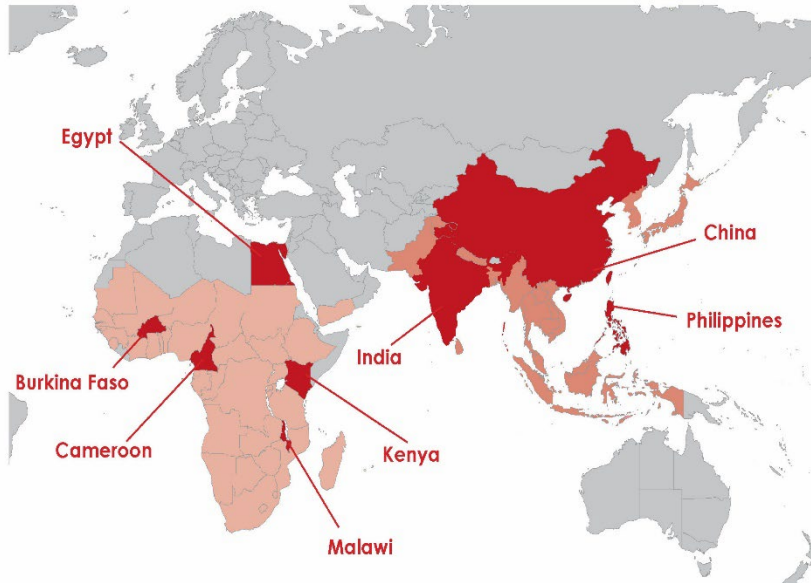 Egypt
China
Philippines
India
Burkina Faso
Cameroon
Kenya
Malawi